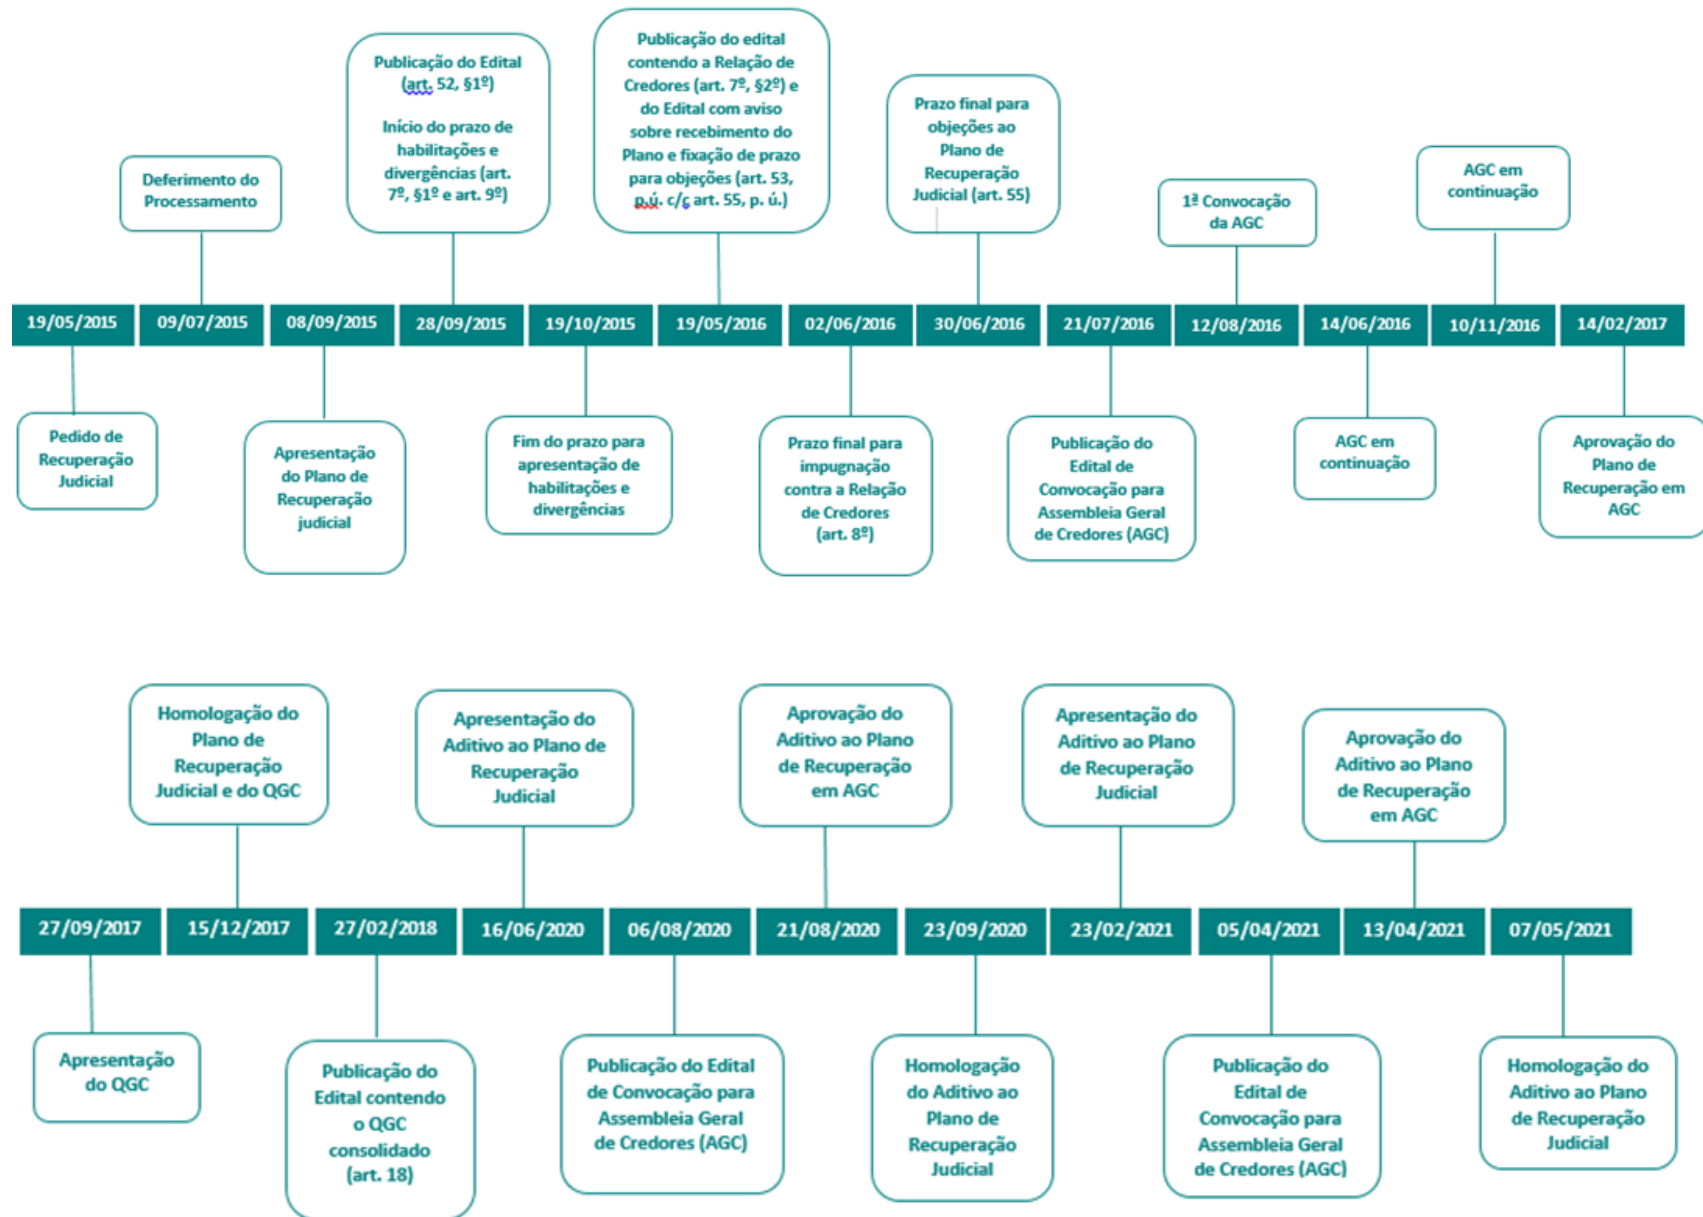 Deferimento do
Processamento
Publicação do Edital
(art. 52, §1º)
Início do prazo de
habilitações e
divergências (art.
7º, §1º e art. 9º)
Publicação do edital
contendo a Relação de
Credores (art. 7º, §2º) e
do Edital com aviso
sobre recebimento do
Plano e fixação de prazo
para objeções (art. 53,
p.ú. c/c art. 55, p. ú.)
Prazo final para
objeções ao
Plano de
Recuperação
Judicial (art. 55)
1ª Convocação
da AGC
AGC em
continuação
19/05/2015
09/07/2015
08/09/2015
28/09/2015
19/10/2015
19/05/2016
02/06/2016
30/06/2016
21/07/2016
12/08/2016
14/06/2016
10/11/2016
14/02/2017
Pedido de
Recuperação
Judicial
Apresentação
do Plano de
Recuperação
judicial
Fim do prazo para
apresentação de
habilitações e
divergências
Prazo final para
impugnação
contra a Relação
de Credores
(art. 8º)
Publicação do
Edital de
Convocação para
Assembleia Geral
de Credores (AGC)
AGC em
continuação
Aprovação do
Plano de
Recuperação em
AGC
Homologação do
Plano de
Recuperação
Judicial e do QGC
Apresentação do
Aditivo ao Plano de
Recuperação
Judicial
Aprovação do
Aditivo ao Plano
de Recuperação
em AGC
Apresentação do
Aditivo ao Plano
de Recuperação
Judicial
Aprovação do
Aditivo ao Plano
de Recuperação
em AGC
27/09/2017
15/12/2017
27/02/2018
16/06/2020
06/08/2020
21/08/2020
23/09/2020
23/02/2021
05/04/2021
13/04/2021
07/05/2021
Apresentação
do QGC
Publicação do
Edital contendo
o QGC
consolidado
(art. 18)
Publicação do Edital
de Convocação para
Assembleia Geral
de Credores (AGC)
Homologação
do Aditivo ao
Plano de
Recuperação
Judicial
Publicação do
Edital de
Convocação para
Assembleia Geral
de Credores (AGC)
Homologação do
Aditivo ao Plano
de Recuperação
Judicial